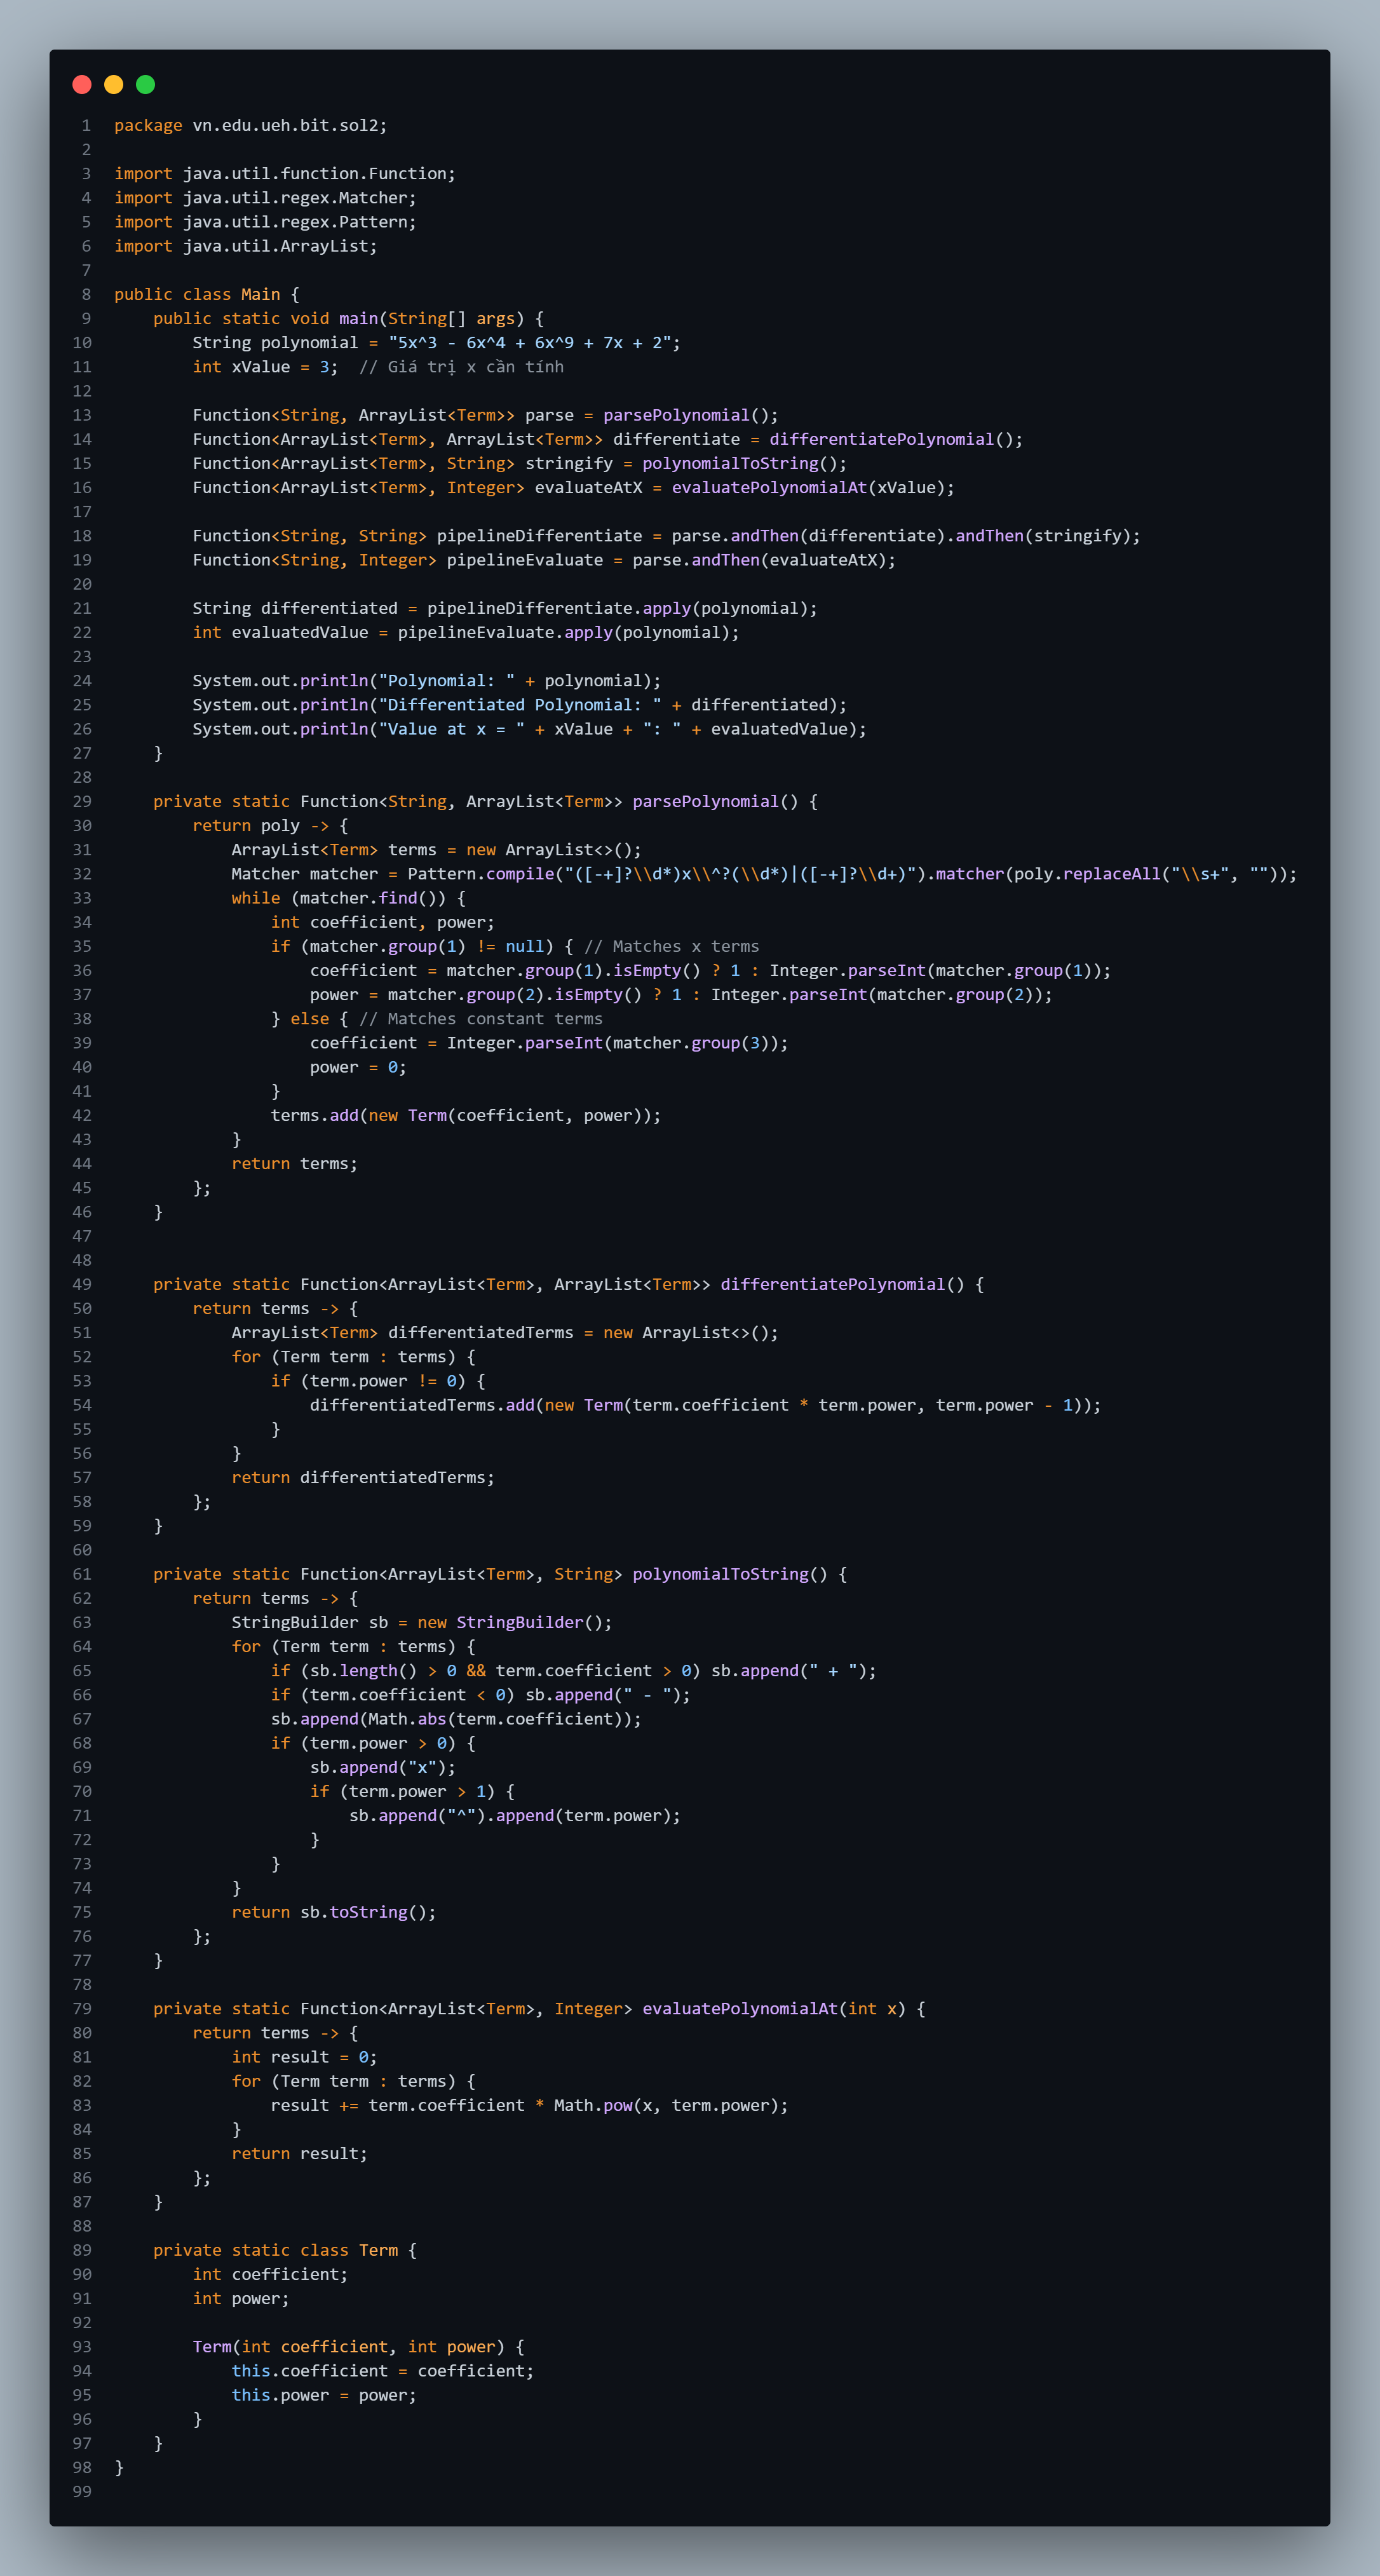 1 package vn.edu.ueh.bit.sol2;
2
3 import java.util.function.Function;
4 import java.util.regex.Matcher;
5 import java.util.regex.Pattern;
6 import java.util.ArrayList;
7
8 public class Main {
9     public static void main(String[] args) {
10         String polynomial = "5x^3 - 6x^4 + 6x^9 + 7x + 2";
11         int xValue = 3;  // Giá trị x cần tính
12
13         Function<String, ArrayList<Term>> parse = parsePolynomial();
14         Function<ArrayList<Term>, ArrayList<Term>> differentiate = differentiatePolynomial();
15         Function<ArrayList<Term>, String> stringify = polynomialToString();
16         Function<ArrayList<Term>, Integer> evaluateAtX = evaluatePolynomialAt(xValue);
17
18         Function<String, String> pipelineDifferentiate = parse.andThen(differentiate).andThen(stringify);
19         Function<String, Integer> pipelineEvaluate = parse.andThen(evaluateAtX);
20
21         String differentiated = pipelineDifferentiate.apply(polynomial);
22         int evaluatedValue = pipelineEvaluate.apply(polynomial);
23
24         System.out.println("Polynomial: " + polynomial);
25         System.out.println("Differentiated Polynomial: " + differentiated);
26         System.out.println("Value at x = " + xValue + ": " + evaluatedValue);
27     }
28
29     private static Function<String, ArrayList<Term>> parsePolynomial() {
30         return poly -> {
31             ArrayList<Term> terms = new ArrayList<>();
32             Matcher matcher = Pattern.compile("([-+]?\\d*)x\\^?(\\d*)|([-+]?\\d+)").matcher(poly.replaceAll("\\s+", ""));
33             while (matcher.find()) {
34                 int coefficient, power;
35                 if (matcher.group(1) != null) { // Matches x terms
36                     coefficient = matcher.group(1).isEmpty() ? 1 : Integer.parseInt(matcher.group(1));
37                     power = matcher.group(2).isEmpty() ? 1 : Integer.parseInt(matcher.group(2));
38                 } else { // Matches constant terms
39                     coefficient = Integer.parseInt(matcher.group(3));
40                     power = 0;
41                 }
42                 terms.add(new Term(coefficient, power));
43             }
44             return terms;
45         };
46     }
47
48
49     private static Function<ArrayList<Term>, ArrayList<Term>> differentiatePolynomial() {
50         return terms -> {
51             ArrayList<Term> differentiatedTerms = new ArrayList<>();
52             for (Term term : terms) {
53                 if (term.power != 0) {
54                     differentiatedTerms.add(new Term(term.coefficient * term.power, term.power - 1));
55                 }
56             }
57             return differentiatedTerms;
58         };
59     }
60
61     private static Function<ArrayList<Term>, String> polynomialToString() {
62         return terms -> {
63             StringBuilder sb = new StringBuilder();
64             for (Term term : terms) {
65                 if (sb.length() > 0 && term.coefficient > 0) sb.append(" + ");
66                 if (term.coefficient < 0) sb.append(" - ");
67                 sb.append(Math.abs(term.coefficient));
68                 if (term.power > 0) {
69                     sb.append("x");
70                     if (term.power > 1) {
71                         sb.append("^").append(term.power);
72                     }
73                 }
74             }
75             return sb.toString();
76         };
77     }
78
79     private static Function<ArrayList<Term>, Integer> evaluatePolynomialAt(int x) {
80         return terms -> {
81             int result = 0;
82             for (Term term : terms) {
83                 result += term.coefficient * Math.pow(x, term.power);
84             }
85             return result;
86         };
87     }
88
89     private static class Term {
90         int coefficient;
91         int power;
92
93         Term(int coefficient, int power) {
94             this.coefficient = coefficient;
95             this.power = power;
96         }
97     }
98 }
99